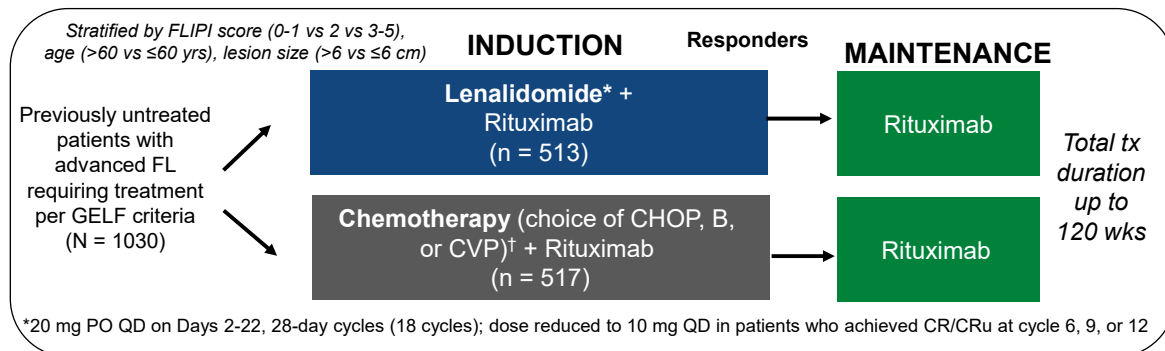 Stratified by FLIPI score (0-1 vs 2 vs 3-5),
age (>60 vs ≤60 yrs), lesion size (>6 vs ≤6 cm)
INDUCTION
Responders
MAINTENANCE
Previously untreated
patients with
advanced FL
requiring treatment
per GELF criteria
(N = 1030)
Lenalidomide* +
Rituximab
(n = 513)
Rituximab
Chemotherapy (choice of CHOP, B,
or CVP)† + Rituximab
(n = 517)
Rituximab
Total tx
duration
up to
120 wks
*20 mg PO QD on Days 2-22, 28-day cycles (18 cycles); dose reduced to 10 mg QD in patients who achieved CR/CRu at cycle 6, 9, or 12